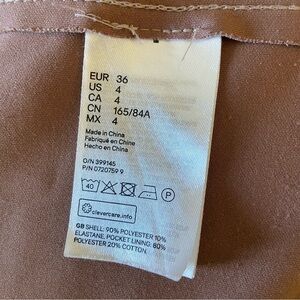 EUR 36
US 4
CA 4
CN 165/84A
MX 4
Made in China
Fabriqué en Chine
Hecho en China
O/N 399145
P/N 0720759 9
40 P
clevercare.info
GB SHELL: 90% POLYESTER 10%
ELASTANE. POCKET LINING: 80%
POLYESTER 20% COTTON.